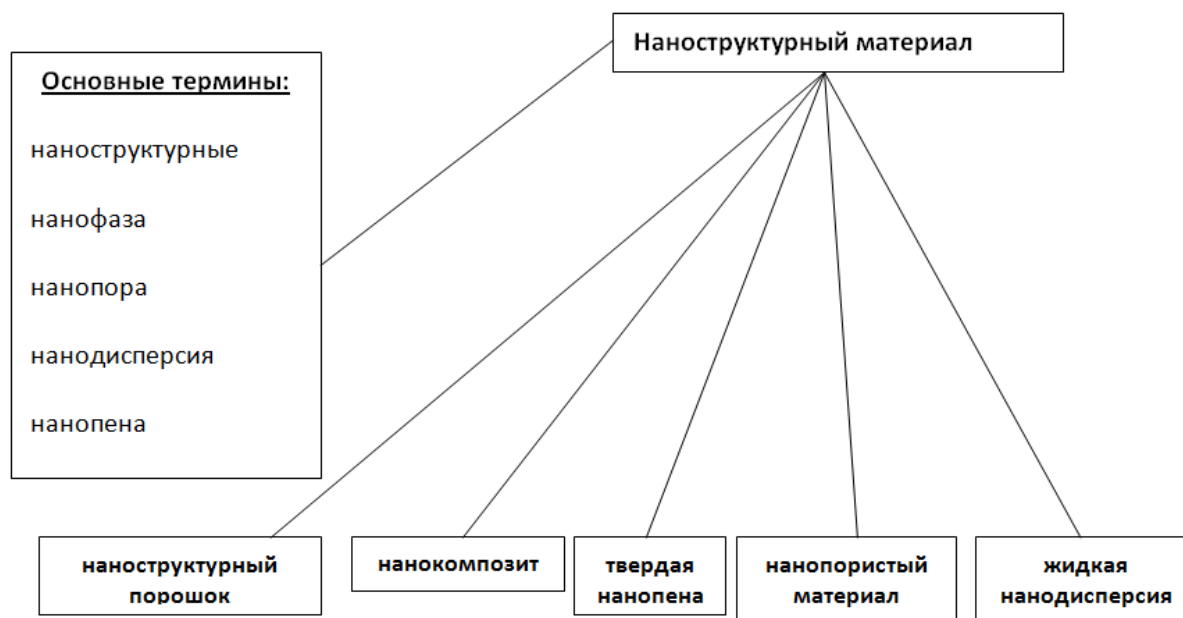 Наноструктурный материал
Основные термины:
наноструктурные
нанофаза
нанопора
нанодисперсия
нанопена
наноструктурный
порошок
нанокомпозит
твердая
нанопена
нанопористый
материал
жидкая
нанодисперсия